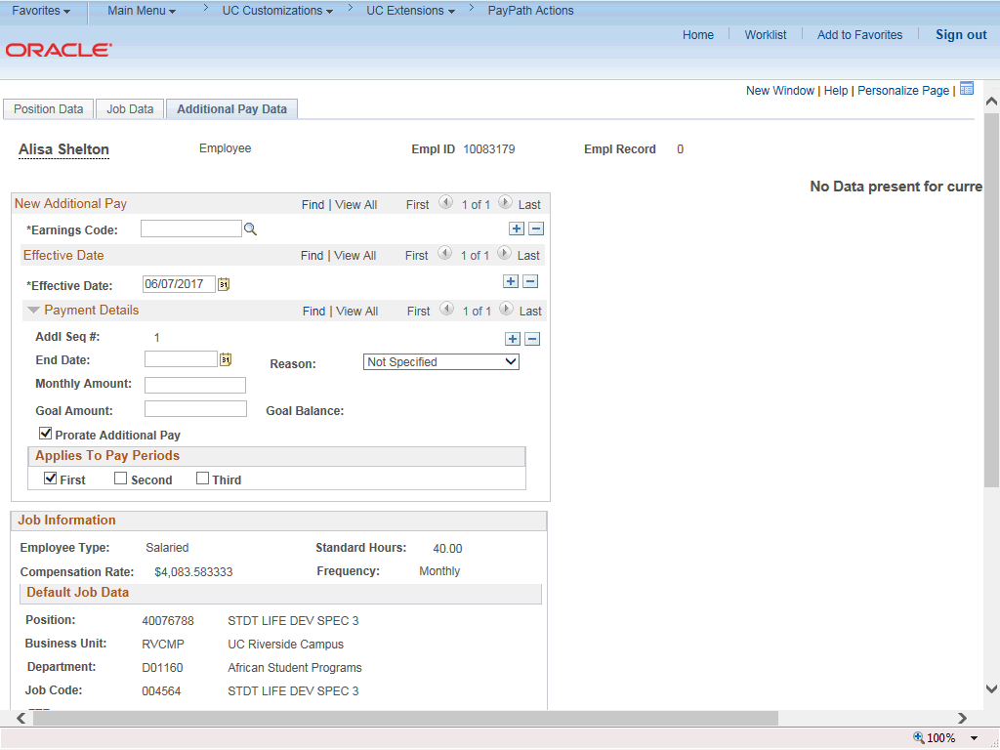 Favorites Main Menu > UC Customizations > UC Extensions > PayPath Actions
Home Worklist Add to Favorites Sign out
ORACLE
New Window | Help | Personalize Page |
Position Data Job Data Additional Pay Data
Alisa Shelton Employee Empl ID 10083179 Empl Record 0
No Data present for curre
New Additional Pay Find | View All First 1 of 1 Last
*Earnings Code:
Effective Date Find | View All First 1 of 1 Last
*Effective Date: 06/07/2017
Payment Details Find | View All First 1 of 1 Last
Addl Seq #: 1
End Date: Reason: Not Specified
Monthly Amount:
Goal Amount: Goal Balance:
Prorate Additional Pay
Applies To Pay Periods
First Second Third
Job Information
Employee Type: Salaried Standard Hours: 40.00
Compensation Rate: $4,083.583333 Frequency: Monthly
Default Job Data
Position: 40076788 STDT LIFE DEV SPEC 3
Business Unit: RVCMP UC Riverside Campus
Department: D01160 African Student Programs
Job Code: 004564 STDT LIFE DEV SPEC 3
100%